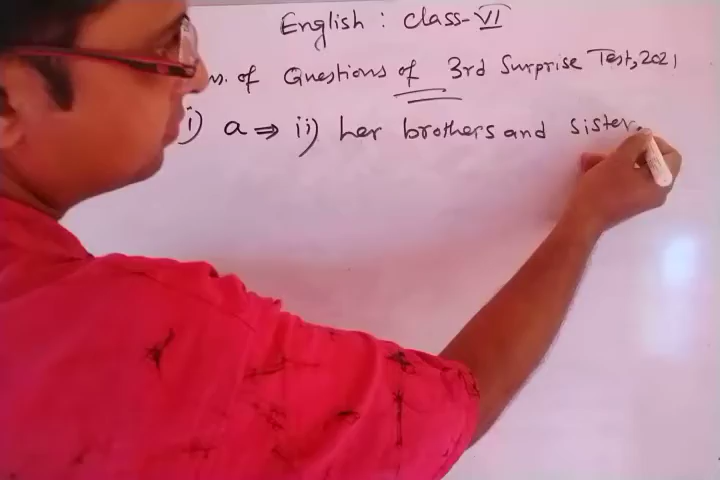 English : Class-VI
. of Questions of 3rd Surprise Test, 2021
i) a ⇒ ii) her brothers and sister